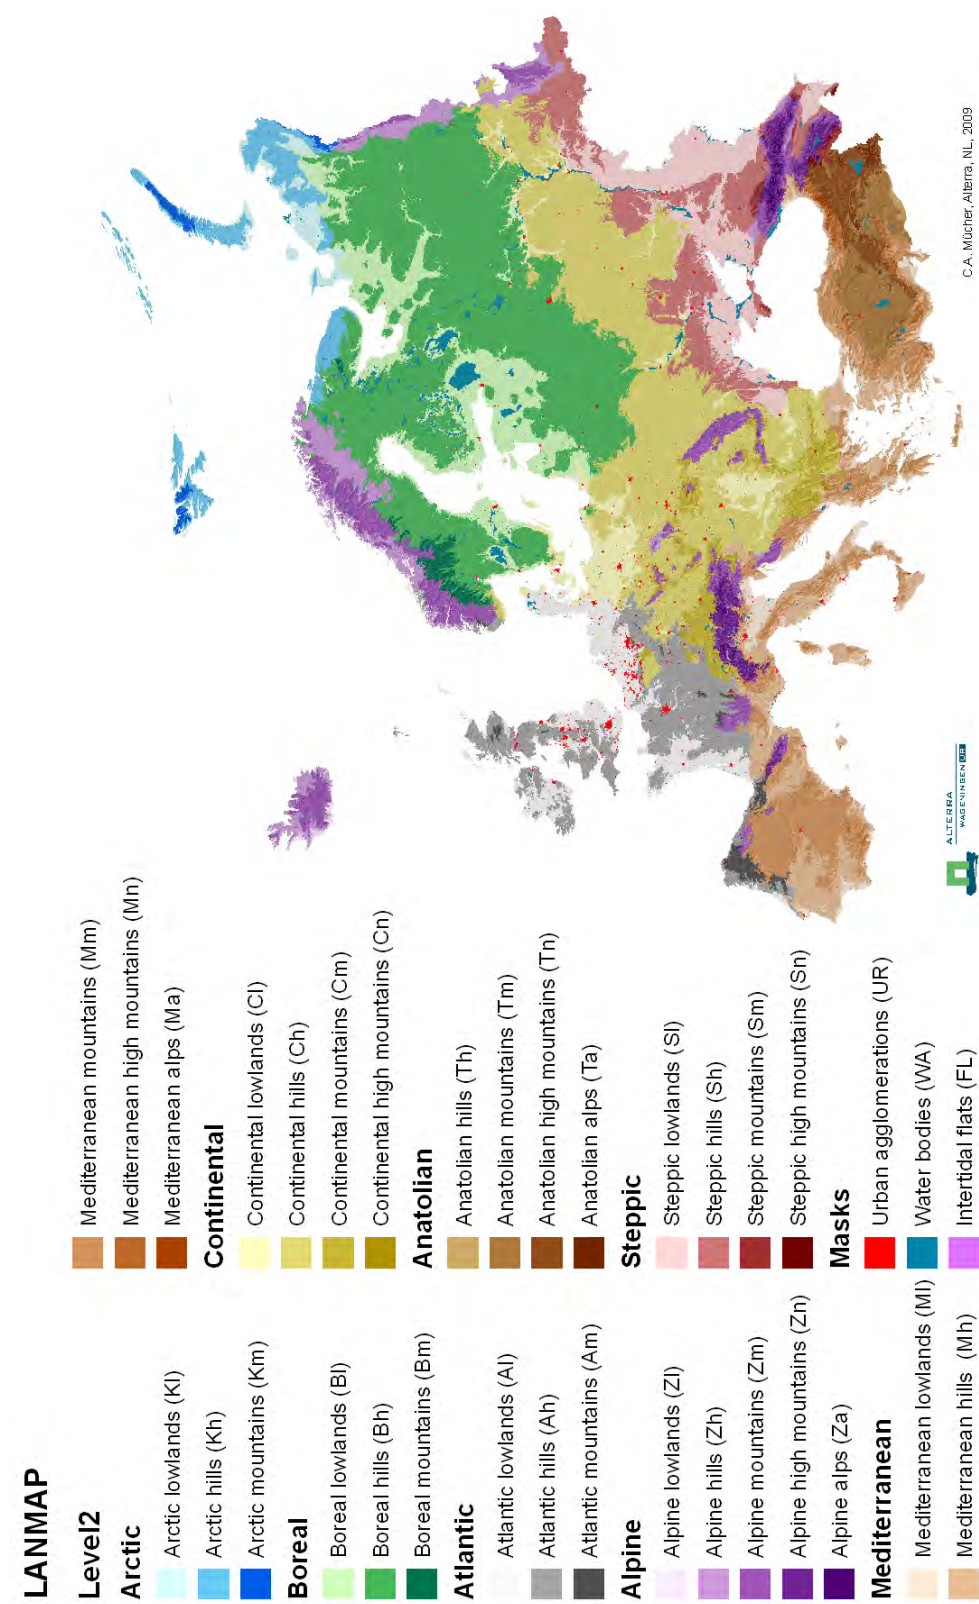 LANMAP
Level2
Arctic
Arctic lowlands (Kl)
Arctic hills (Kh)
Arctic mountains (Km)
Boreal
Boreal lowlands (Bl)
Boreal hills (Bh)
Boreal mountains (Bm)
Atlantic
Atlantic lowlands (Al)
Atlantic hills (Ah)
Atlantic mountains (Am)
Alpine
Alpine lowlands (Zl)
Alpine hills (Zh)
Alpine mountains (Zm)
Alpine high mountains (Zn)
Alpine alps (Za)
Mediterranean
Mediterranean lowlands (Ml)
Mediterranean hills (Mh)
Mediterranean mountains (Mm)
Mediterranean high mountains (Mn)
Mediterranean alps (Ma)
Continental
Continental lowlands (Cl)
Continental hills (Ch)
Continental mountains (Cm)
Continental high mountains (Cn)
Anatolian
Anatolian hills (Th)
Anatolian mountains (Tm)
Anatolian high mountains (Tn)
Anatolian alps (Ta)
Steppic
Steppic lowlands (Sl)
Steppic hills (Sh)
Steppic mountains (Sm)
Steppic high mountains (Sn)
Masks
Urban agglomerations (UR)
Water bodies (WA)
Intertidal flats (FL)
ALTERRA
WAGENINGEN UR
C.A. Mücher, Alterra, NL, 2009